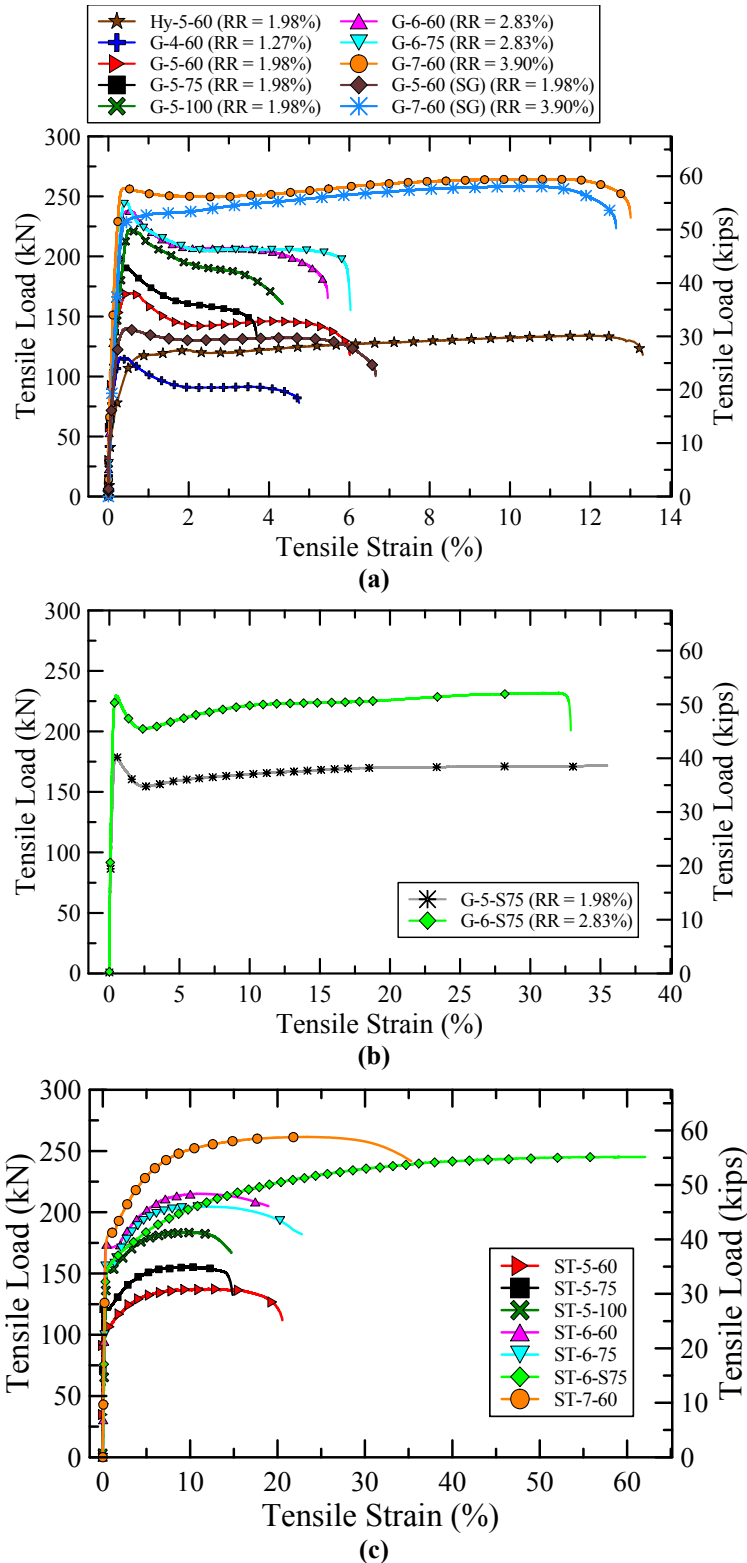 Hy-5-60 (RR = 1.98%)
G-4-60 (RR = 1.27%)
G-5-60 (RR = 1.98%)
G-5-75 (RR = 1.98%)
G-5-100 (RR = 1.98%)
G-6-60 (RR = 2.83%)
G-6-75 (RR = 2.83%)
G-7-60 (RR = 3.90%)
G-5-60 (SG) (RR = 1.98%)
G-7-60 (SG) (RR = 3.90%)
Tensile Load (kN)
300
250
200
150
100
50
0
Tensile Load (kips)
60
50
40
30
20
10
0
0 2 4 6 8 10 12 14
Tensile Strain (%)
(a)
Tensile Load (kN)
300
250
200
150
100
50
0
Tensile Load (kips)
60
50
40
30
20
10
0
G-5-S75 (RR = 1.98%)
G-6-S75 (RR = 2.83%)
0 5 10 15 20 25 30 35 40
Tensile Strain (%)
(b)
Tensile Load (kN)
300
250
200
150
100
50
0
Tensile Load (kips)
60
50
40
30
20
10
0
ST-5-60
ST-5-75
ST-5-100
ST-6-60
ST-6-75
ST-6-S75
ST-7-60
0 10 20 30 40 50 60
Tensile Strain (%)
(c)